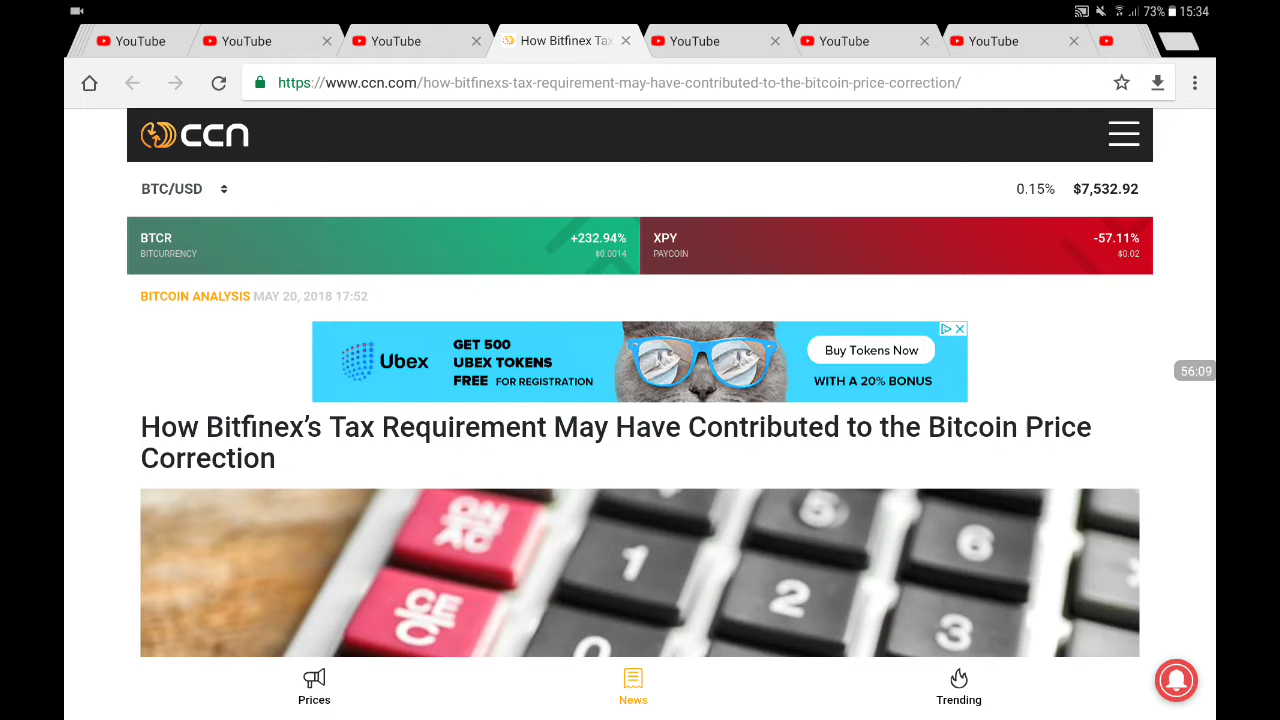 73% 15:34
YouTube YouTube YouTube How Bitfinex Tax YouTube YouTube YouTube
https://www.ccn.com/how-bitfinexs-tax-requirement-may-have-contributed-to-the-bitcoin-price-correction/
ccn
BTC/USD 0.15% $7,532.92
BTCR +232.94% XPY -57.11%
BITCURRENCY $0.0014 PAYCOIN $0.02
BITCOIN ANALYSIS MAY 20, 2018 17:52
Ubex
GET 500
UBEX TOKENS
FREE FOR REGISTRATION
Buy Tokens Now
WITH A 20% BONUS
56:09
How Bitfinex’s Tax Requirement May Have Contributed to the Bitcoin Price
Correction
ON/AC 5 6
1
CE/C 2
0 3
Prices News Trending